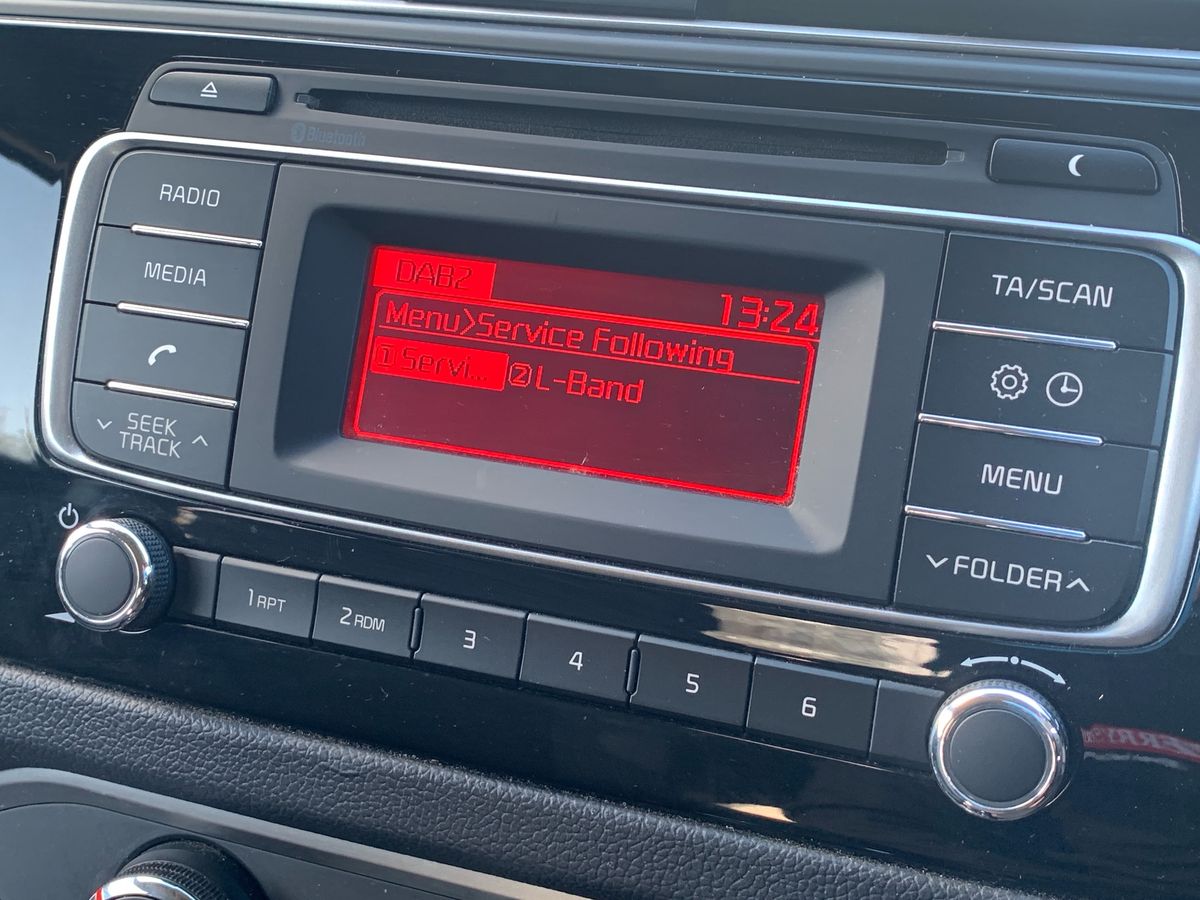 Bluetooth
RADIO
MEDIA
SEEK
TRACK
DAB2
13:24
Menu>Service Following
1 Servi... 2 L-Band
TA/SCAN
MENU
FOLDER
1 RPT
2 RDM
3
4
5
6